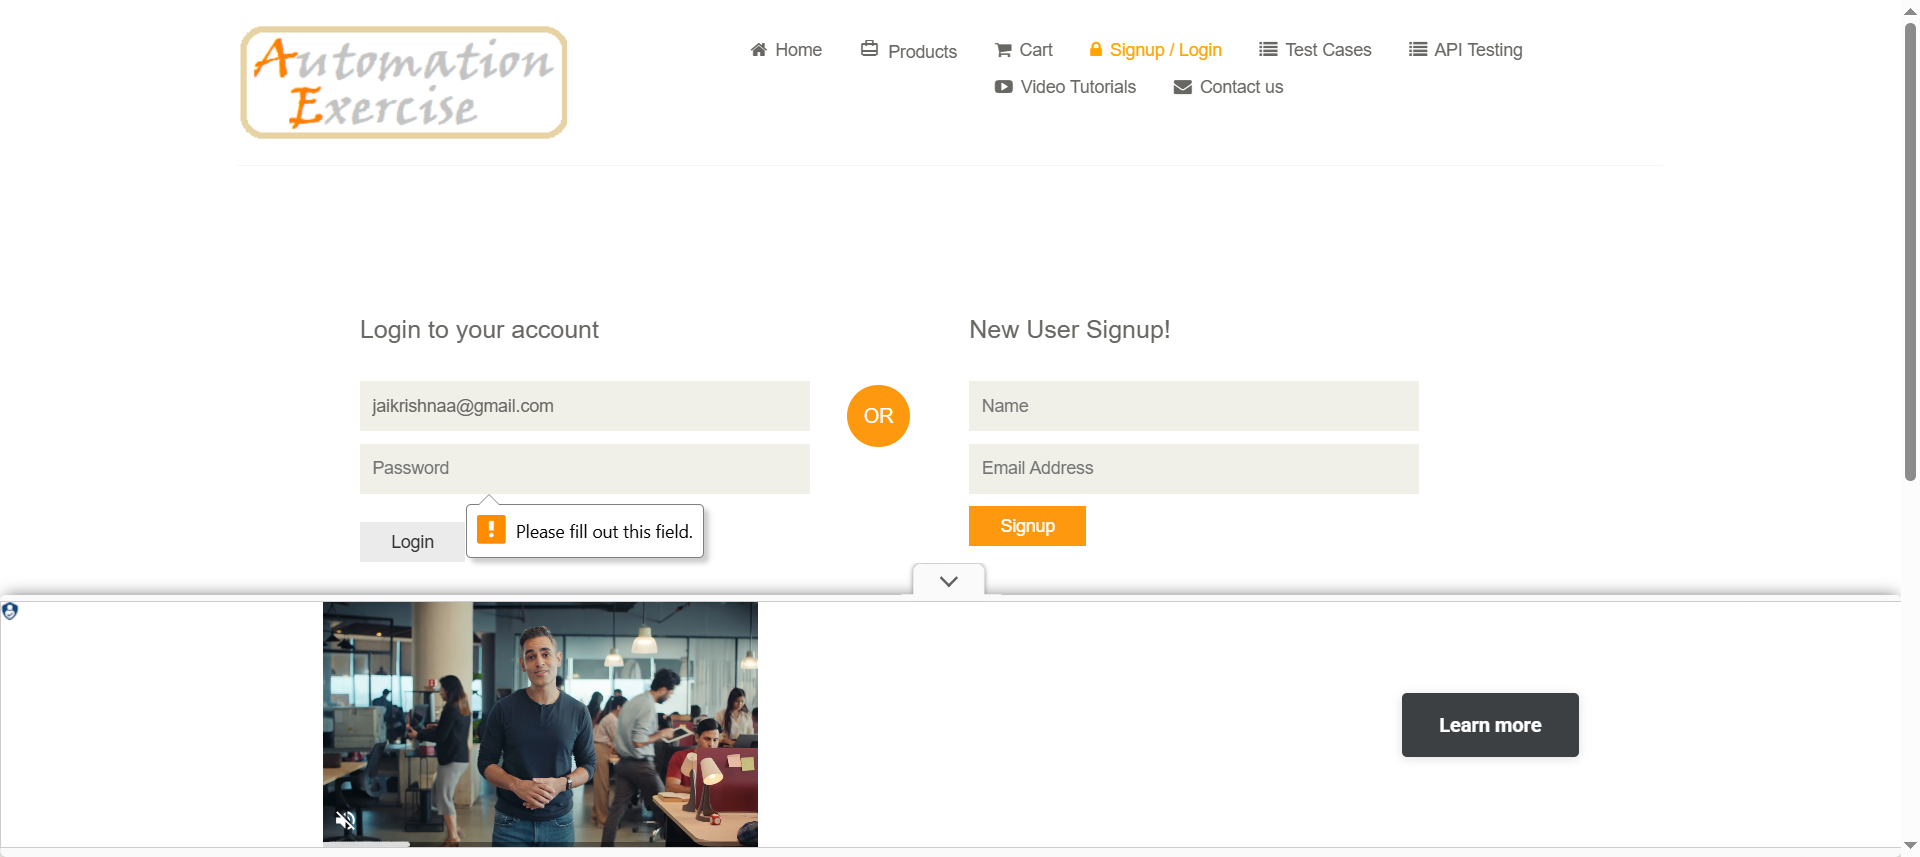 Automation
Exercise
Home
Products
Cart
Signup / Login
Test Cases
API Testing
Video Tutorials
Contact us
Login to your account
jaikrishnaa@gmail.com
Password
Please fill out this field.
Login
OR
New User Signup!
Name
Email Address
Signup
Learn more